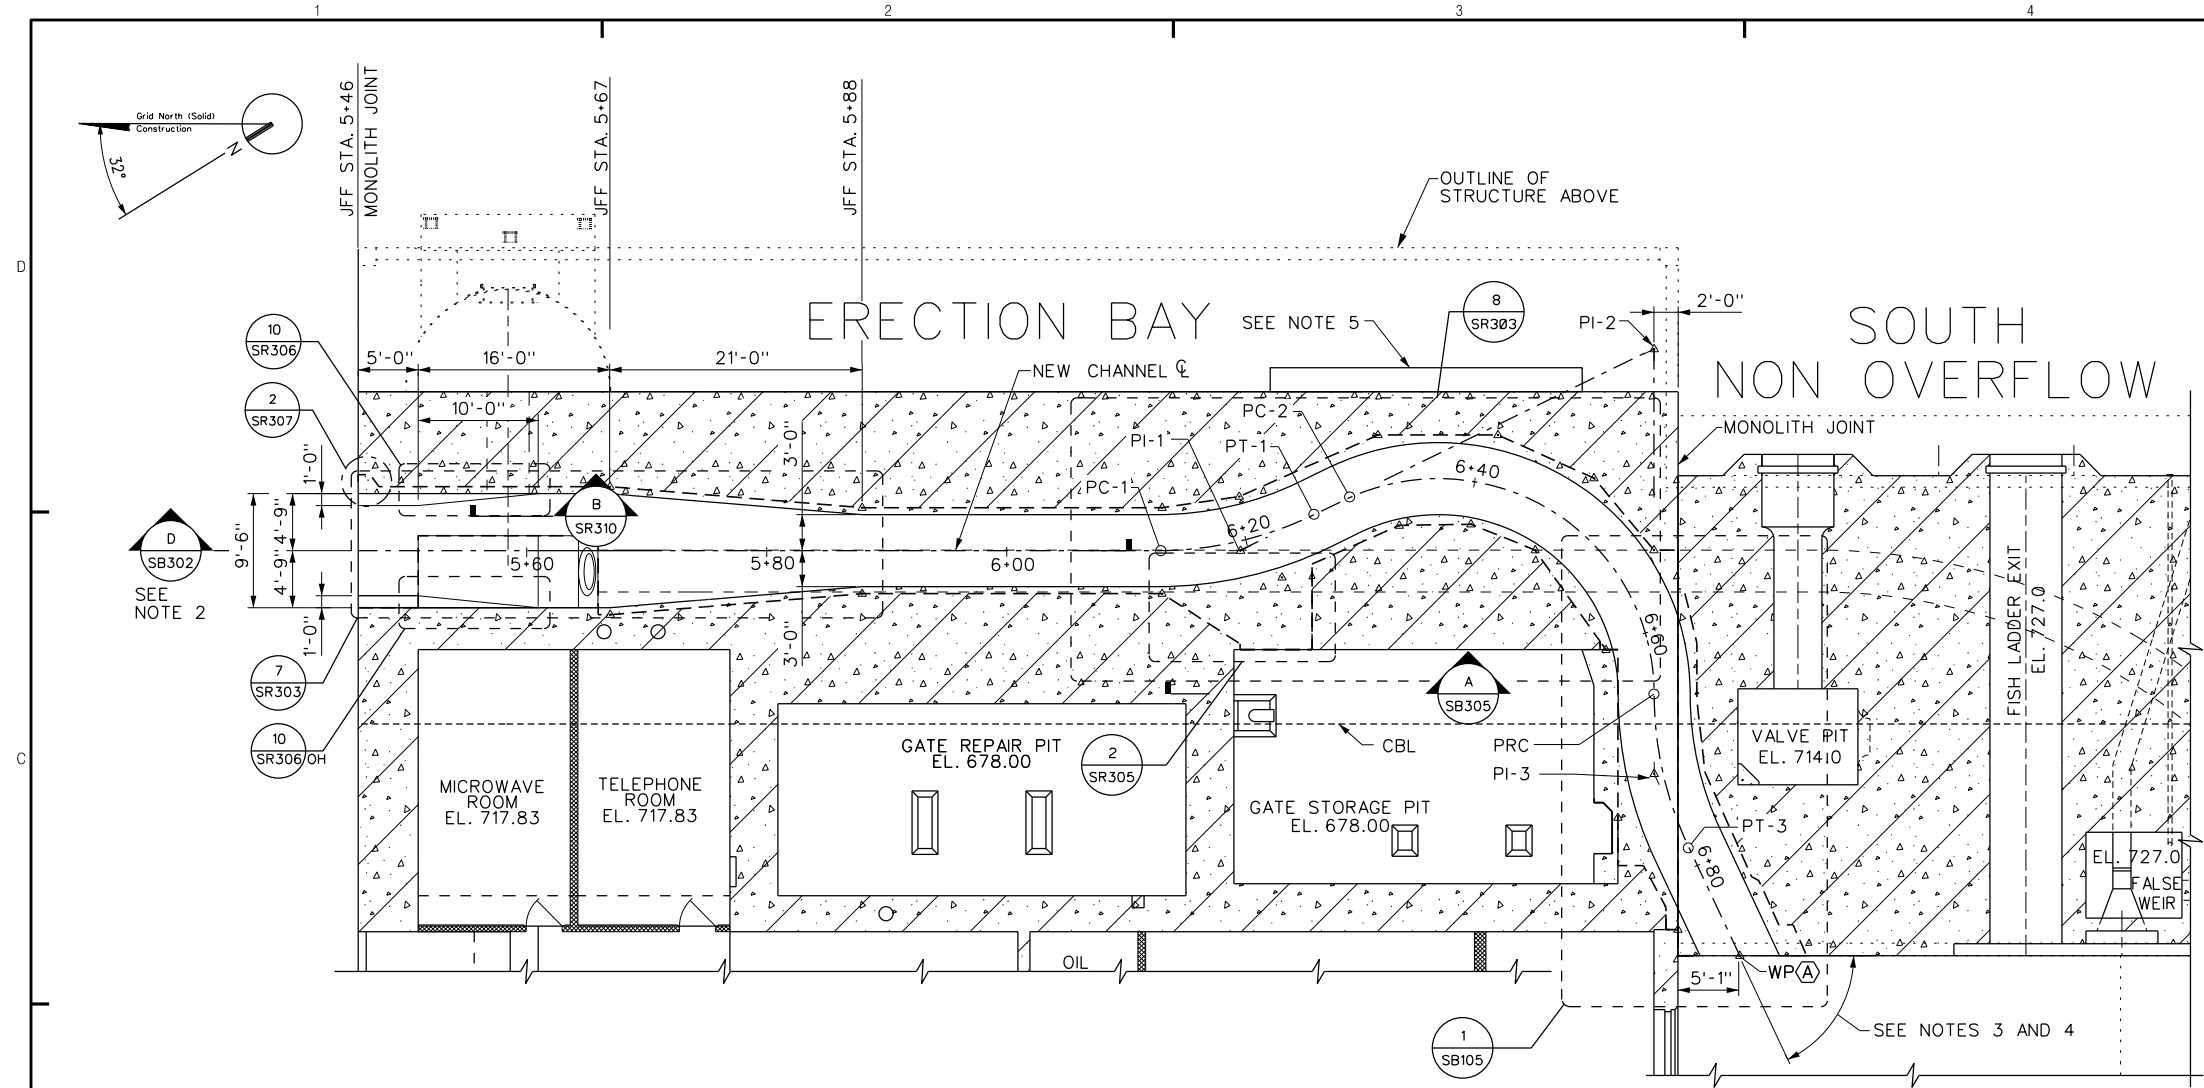 1
2
3
4
D
C
Grid North (Solid)
Construction
32°
N
JFF STA. 5+46
MONOLITH JOINT
JFF STA. 5+67
JFF STA. 5+88
OUTLINE OF
STRUCTURE ABOVE
ERECTION BAY
SEE NOTE 5
8
SR303
PI-2
2'-0"
SOUTH
NON OVERFLOW
10
SR306
5'-0"
16'-0"
21'-0"
NEW CHANNEL ℄
2
SR307
10'-0"
PC-2
PI-1
PT-1
MONOLITH JOINT
1'-0"
3'-0"
6+40
PC-1
B
SR310
6+20
D
SB302
SEE
NOTE 2
9'-6"
4'-9"
4'-9"
5+60
5+80
6+00
1'-0"
3'-0"
6+60
FISH LADDER EXIT
EL. 727.0
7
SR303
A
SB305
10
SR306
OH
GATE REPAIR PIT
EL. 678.00
2
SR305
CBL
PRC
VALVE PIT
EL. 714.0
MICROWAVE
ROOM
EL. 717.83
TELEPHONE
ROOM
EL. 717.83
PI-3
GATE STORAGE PIT
EL. 678.00
PT-3
6+80
EL. 727.0
FALSE
WEIR
OIL
WP A
5'-1"
1
SB105
SEE NOTES 3 AND 4